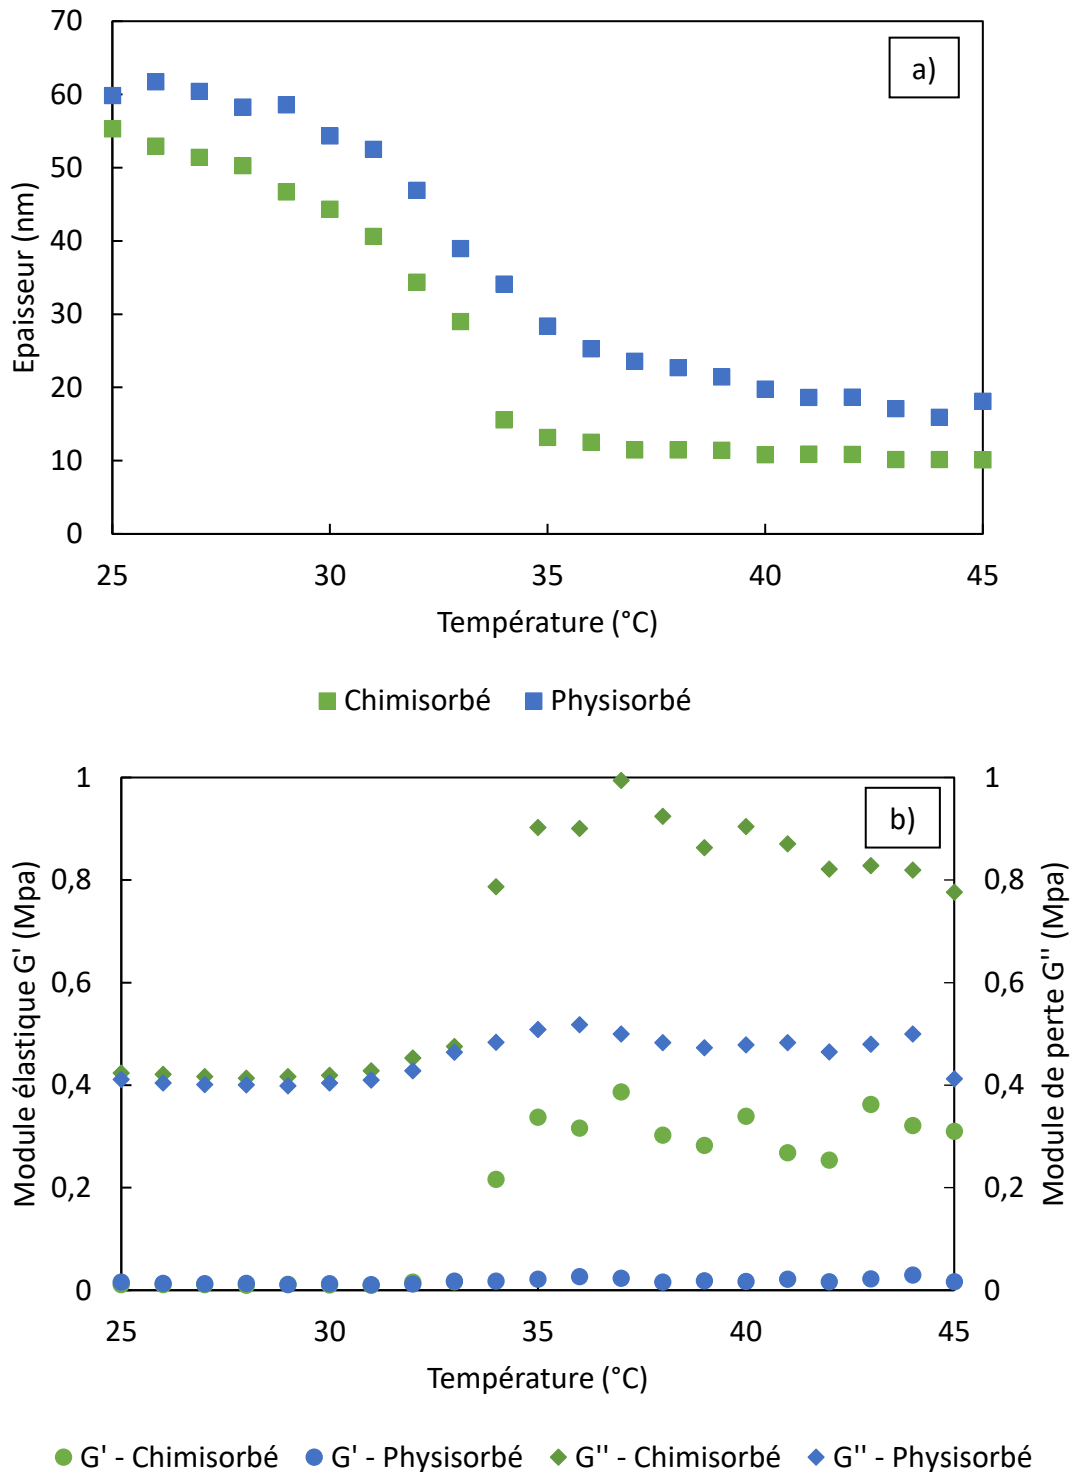 70
60
50
40
30
20
10
0
Epaisseur (nm)
a)
25 30 35 40 45
Température (°C)
Chimisorbé Physisorbé
1 1
0,8 0,8
0,6 0,6
0,4 0,4
0,2 0,2
0 0
Module élastique G' (Mpa)
Module de perte G'' (Mpa)
b)
25 30 35 40 45
Température (°C)
G' - Chimisorbé G' - Physisorbé G'' - Chimisorbé G'' - Physisorbé